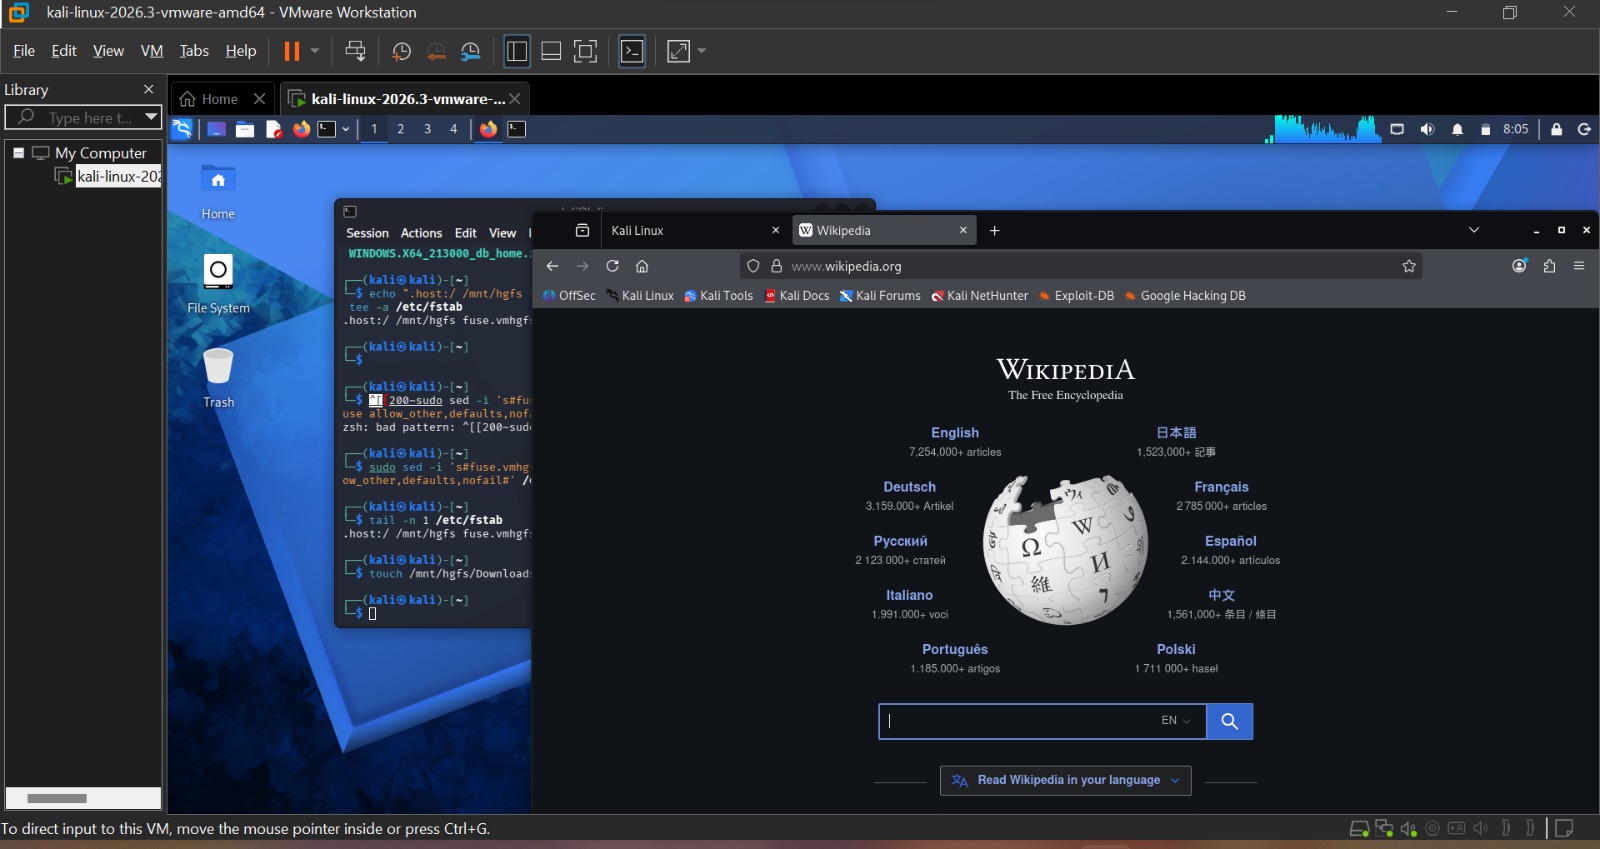 kali-linux-2026.3-vmware-amd64 - VMware Workstation
File Edit View VM Tabs Help
Library
Type here t...
My Computer
kali-linux-202
Home
kali-linux-2026.3-vmware-...
1 2 3 4
8:05
Home
File System
Trash
Session Actions Edit View
WINDOWS.X64_213000_db_home.
(kali㉿kali)-[~]
$ echo ".host:/ /mnt/hgfs
tee -a /etc/fstab
.host:/ /mnt/hgfs fuse.vmhgf
(kali㉿kali)-[~]
$
(kali㉿kali)-[~]
$ ^[[200~sudo sed -i 's#fus
use allow_other,defaults,nofa
zsh: bad pattern: ^[[200~sudo
(kali㉿kali)-[~]
$ sudo sed -i 's#fuse.vmhg
ow_other,defaults,nofail#' /
(kali㉿kali)-[~]
$ tail -n 1 /etc/fstab
.host:/ /mnt/hgfs fuse.vmhgf
(kali㉿kali)-[~]
$ touch /mnt/hgfs/Download
(kali㉿kali)-[~]
$
Kali Linux
Wikipedia
www.wikipedia.org
OffSec Kali Linux Kali Tools Kali Docs Kali Forums Kali NetHunter Exploit-DB Google Hacking DB
WIKIPEDIA
The Free Encyclopedia
English
7,254,000+ articles
日本語
1,523,000+ 記事
Deutsch
3.159.000+ Artikel
Français
2 785 000+ articles
Русский
2 123 000+ статей
Español
2.144.000+ artículos
Italiano
1.991.000+ voci
中文
1,561,000+ 条目 / 條目
Português
1.185.000+ artigos
Polski
1 711 000+ haseł
Ω W И 維 ウィ
EN
Read Wikipedia in your language
To direct input to this VM, move the mouse pointer inside or press Ctrl+G.